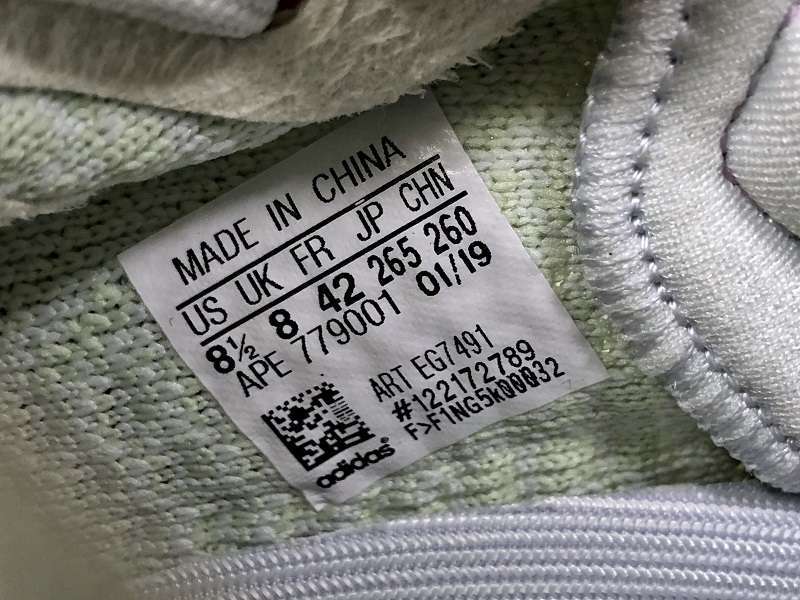 MADE IN CHINA
US UK FR JP CHN
8½ 8 42 265 260
APE 779001 01/19
ART EG7491
#122172789
F>F1NG5K00032
adidas®